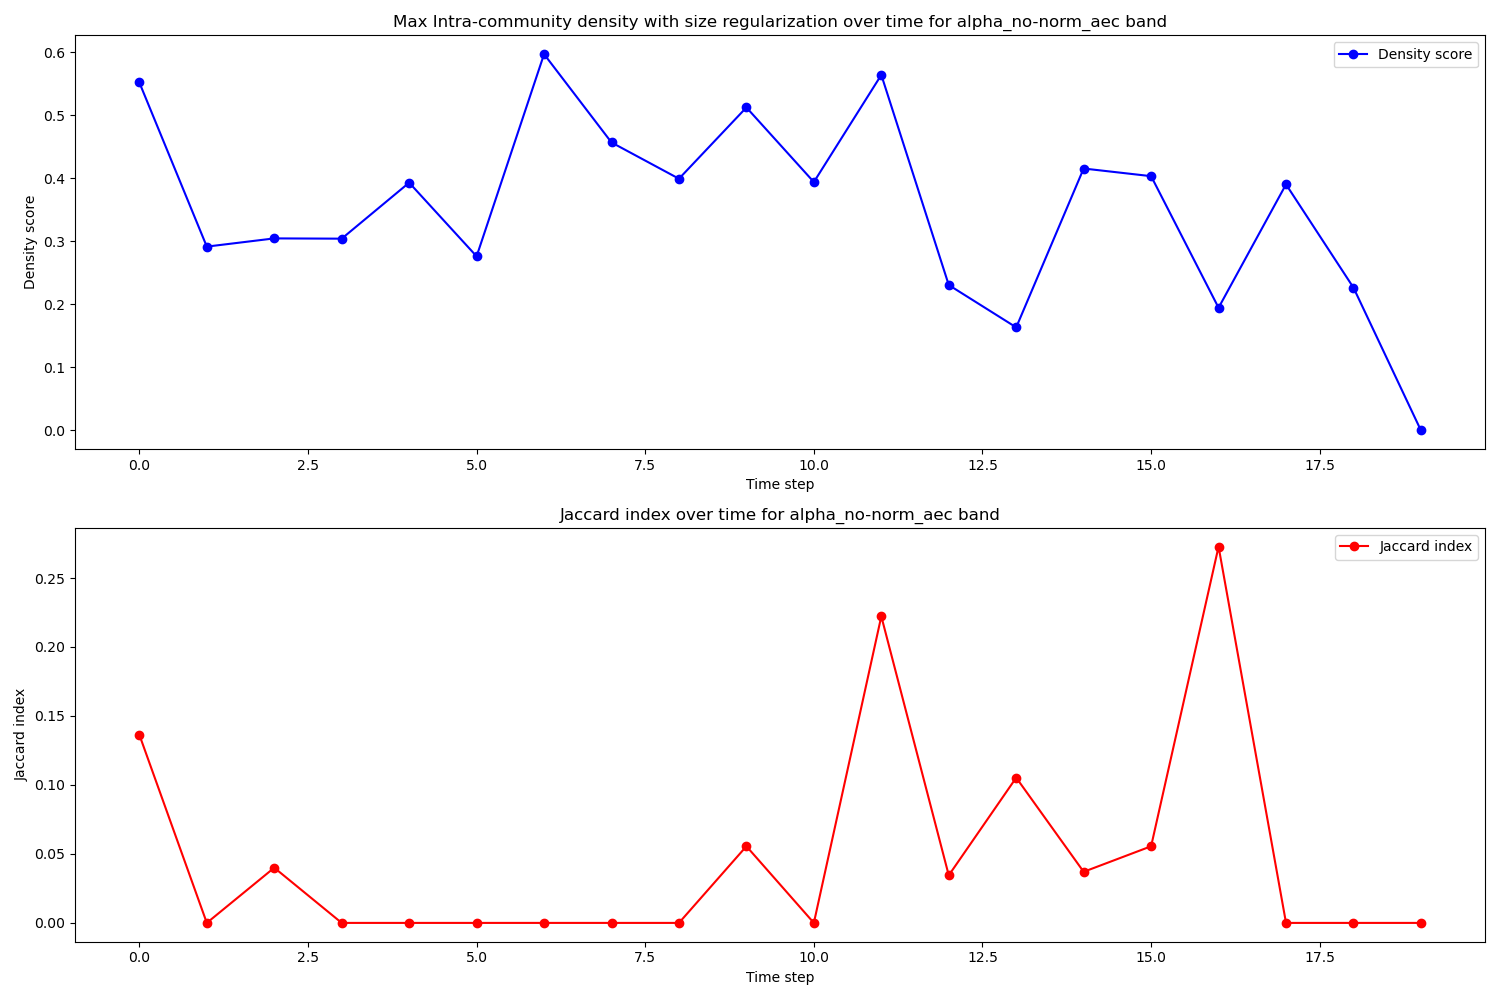 Max Intra-community density with size regularization over time for alpha_no-norm_aec band
Density score
0.6
0.5
0.4
0.3
0.2
0.1
0.0
Density score
0.0 2.5 5.0 7.5 10.0 12.5 15.0 17.5
Time step
Jaccard index over time for alpha_no-norm_aec band
Jaccard index
0.25
0.20
0.15
0.10
0.05
0.00
Jaccard index
0.0 2.5 5.0 7.5 10.0 12.5 15.0 17.5
Time step